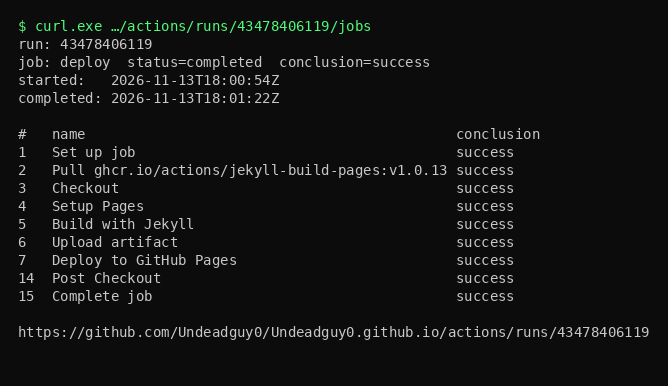 $ curl.exe …/actions/runs/43478406119/jobs
run: 43478406119
job: deploy  status=completed  conclusion=success
started:   2026-11-13T18:00:54Z
completed: 2026-11-13T18:01:22Z
#   name                                            conclusion
1   Set up job                                      success
2   Pull ghcr.io/actions/jekyll-build-pages:v1.0.13 success
3   Checkout                                        success
4   Setup Pages                                     success
5   Build with Jekyll                               success
6   Upload artifact                                 success
7   Deploy to GitHub Pages                          success
14  Post Checkout                                   success
15  Complete job                                    success
https://github.com/Undeadguy0/Undeadguy0.github.io/actions/runs/43478406119